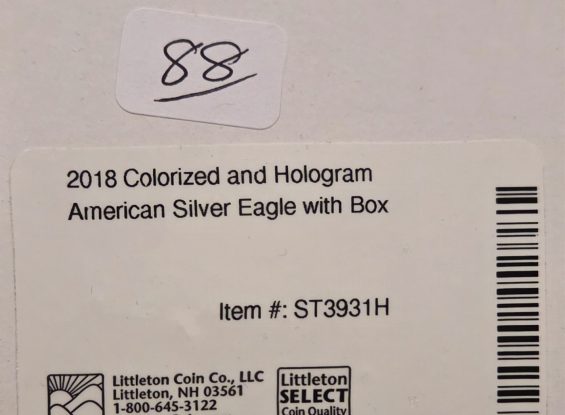 88
2018 Colorized and Hologram
American Silver Eagle with Box
Item #: ST3931H
Littleton Coin Co., LLC
Littleton, NH 03561
1-800-645-3122
Littleton
SELECT
Coin Quality